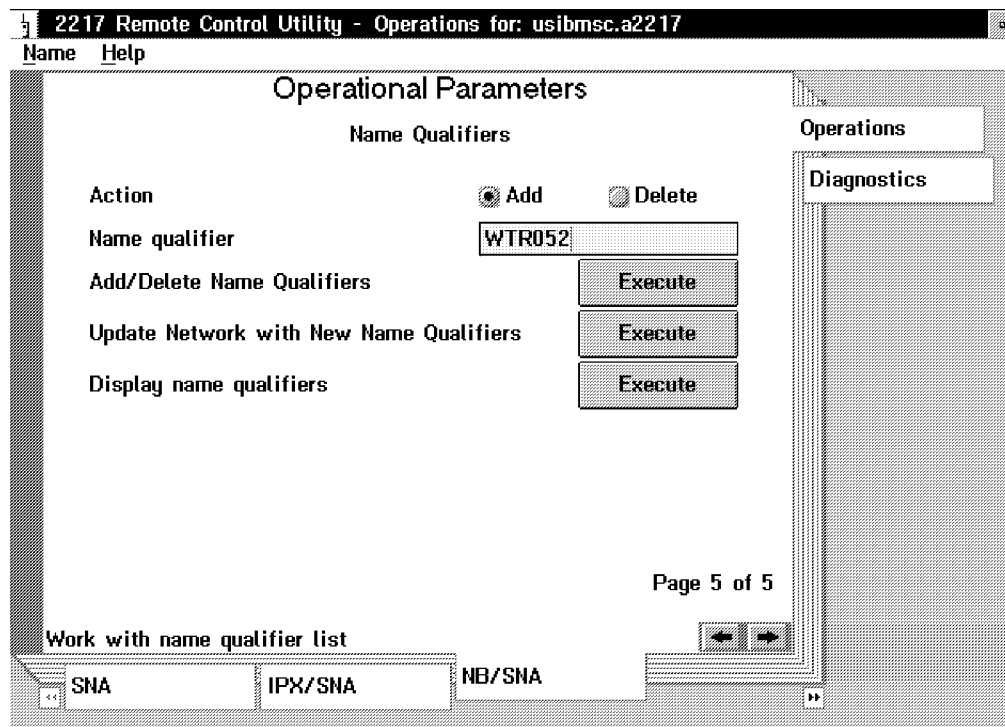 2217 Remote Control Utility - Operations for: usibmsc.a2217
Name Help
Operational Parameters
Name Qualifiers
Operations
Diagnostics
Action Add Delete
Name qualifier WTR052
Add/Delete Name Qualifiers Execute
Update Network with New Name Qualifiers Execute
Display name qualifiers Execute
Page 5 of 5
Work with name qualifier list
SNA IPX/SNA NB/SNA